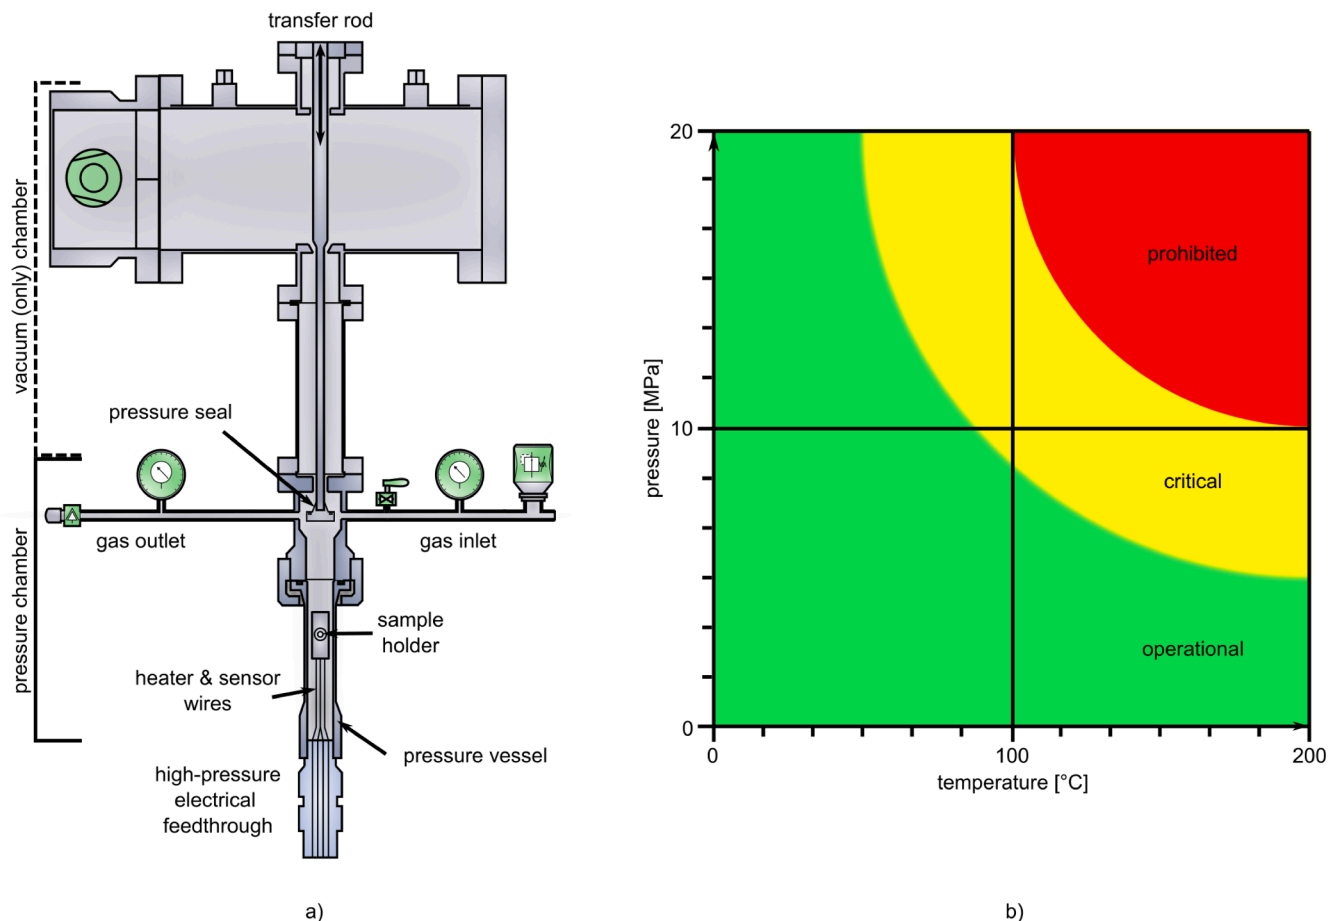 transfer rod
vacuum (only) chamber
pressure seal
gas outlet
gas inlet
pressure chamber
sample
holder
heater & sensor
wires
pressure vessel
high-pressure
electrical
feedthrough
a)
20
prohibited
pressure [MPa]
10
critical
operational
0
0
100
200
temperature [°C]
b)